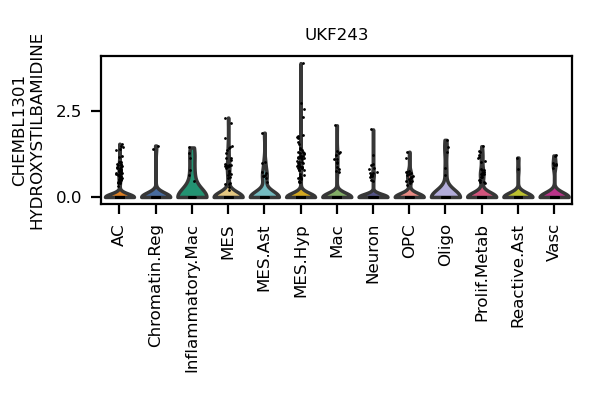 UKF243
CHEMBL1301
HYDROXYSTILBAMIDINE
2.5
0.0
AC
Chromatin.Reg
Inflammatory.Mac
MES
MES.Ast
MES.Hyp
Mac
Neuron
OPC
Oligo
Prolif.Metab
Reactive.Ast
Vasc